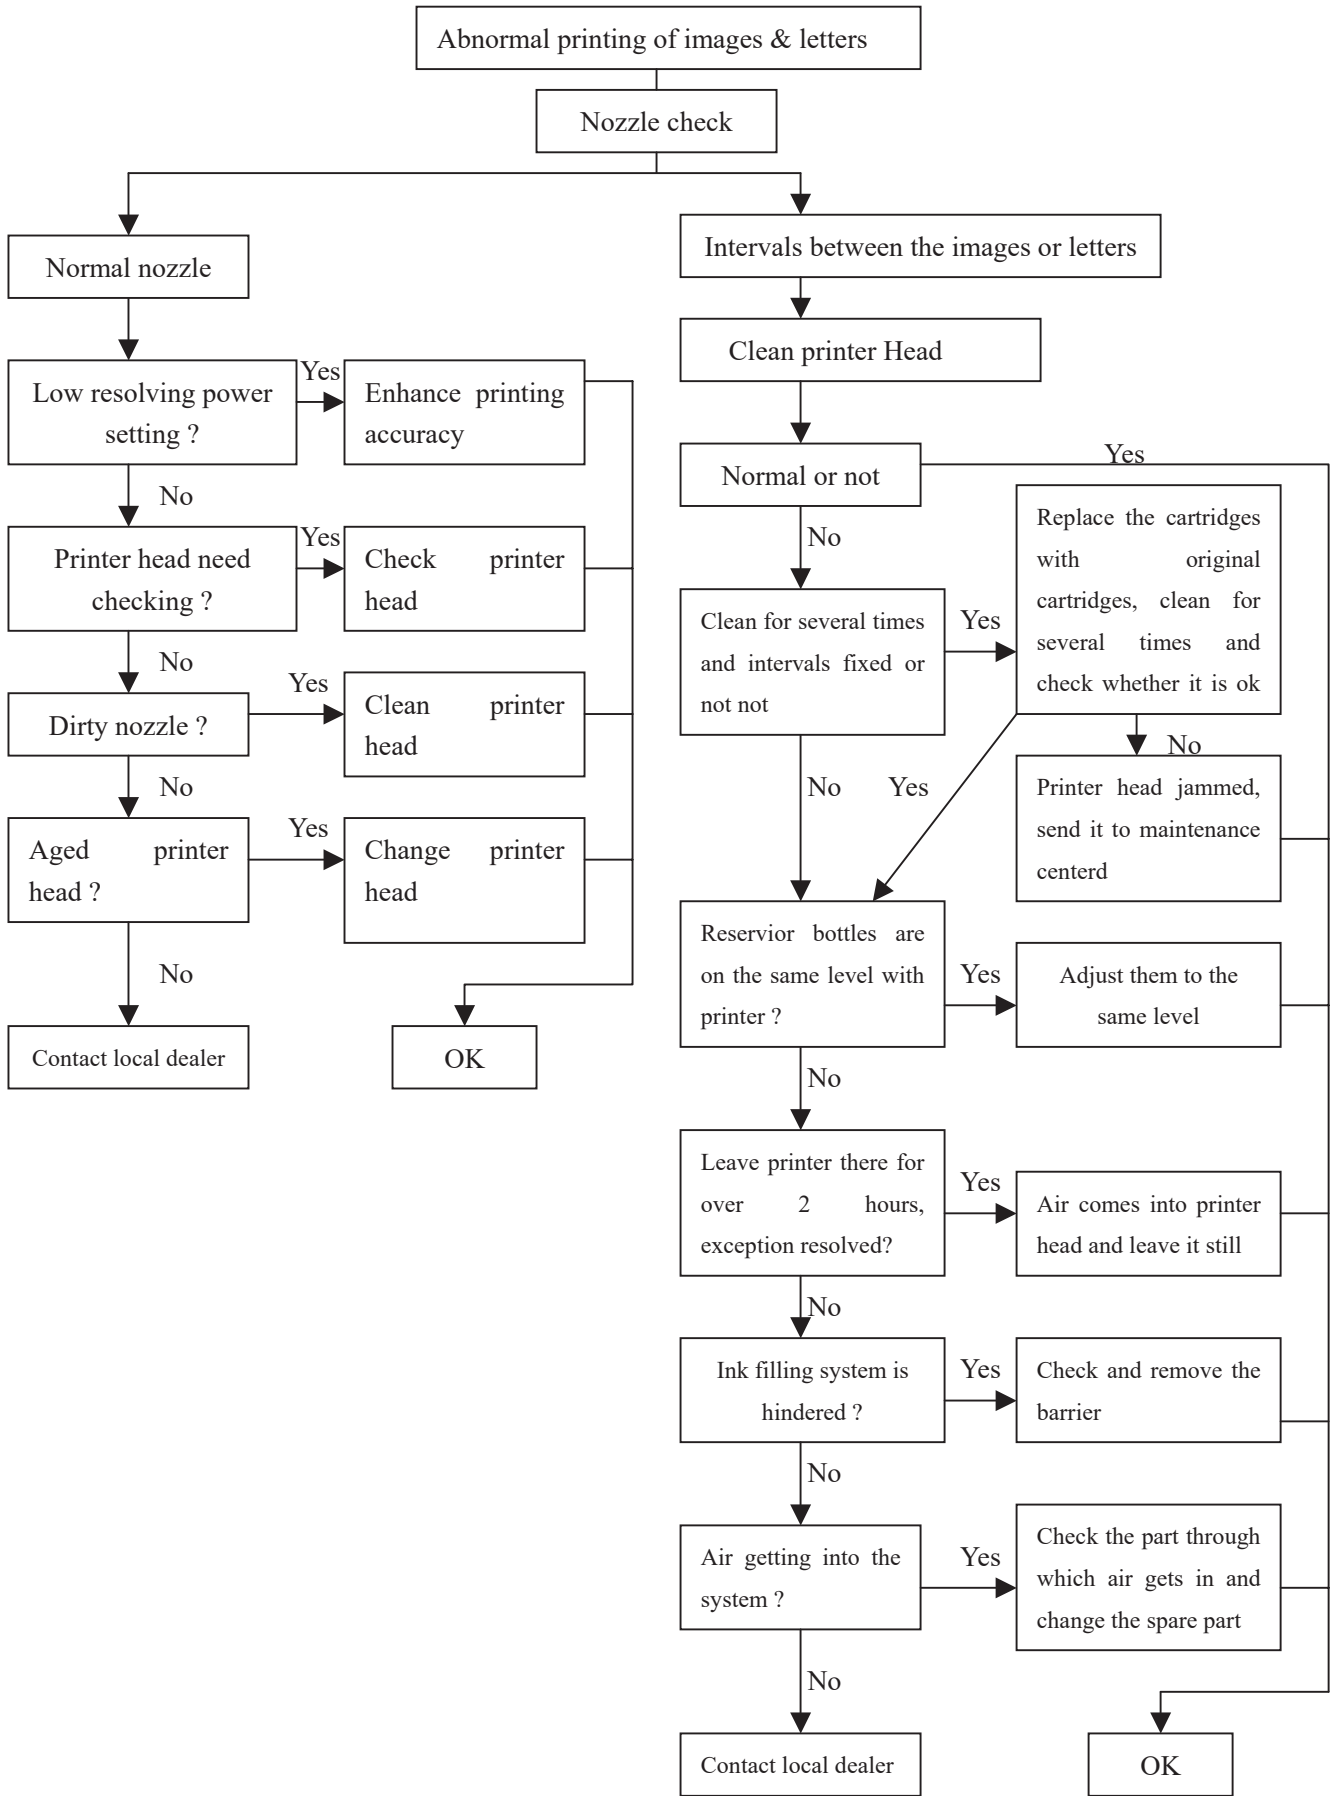 Abnormal printing of images & letters
Nozzle check
Normal nozzle
Low resolving power
setting ?
Yes
Enhance printing
accuracy
No
Printer head need
checking ?
Yes
Check printer
head
No
Dirty nozzle ?
Yes
Clean printer
head
No
Aged printer
head ?
Yes
Change printer
head
No
Contact local dealer
OK
Intervals between the images or letters
Clean printer Head
Normal or not
Yes
No
Clean for several times
and intervals fixed or
not not
Yes
Replace the cartridges
with original
cartridges, clean for
several times and
check whether it is ok
No
Yes
No
Printer head jammed,
send it to maintenance
centerd
Reservior bottles are
on the same level with
printer ?
Yes
Adjust them to the
same level
No
Leave printer there for
over 2 hours,
exception resolved?
Yes
Air comes into printer
head and leave it still
No
Ink filling system is
hindered ?
Yes
Check and remove the
barrier
No
Air getting into the
system ?
Yes
Check the part through
which air gets in and
change the spare part
No
Contact local dealer
OK